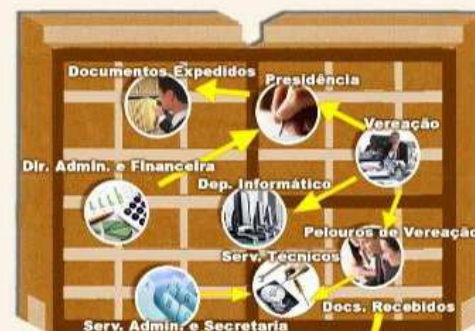 Documentos Expedidos
Presidência
Vereação
Dir. Admin. e Financeira
Dep. Informático
Pelouros de Vereação
Serv. Técnicos
Docs. Recebidos
Serv. Admin. e Secretaria